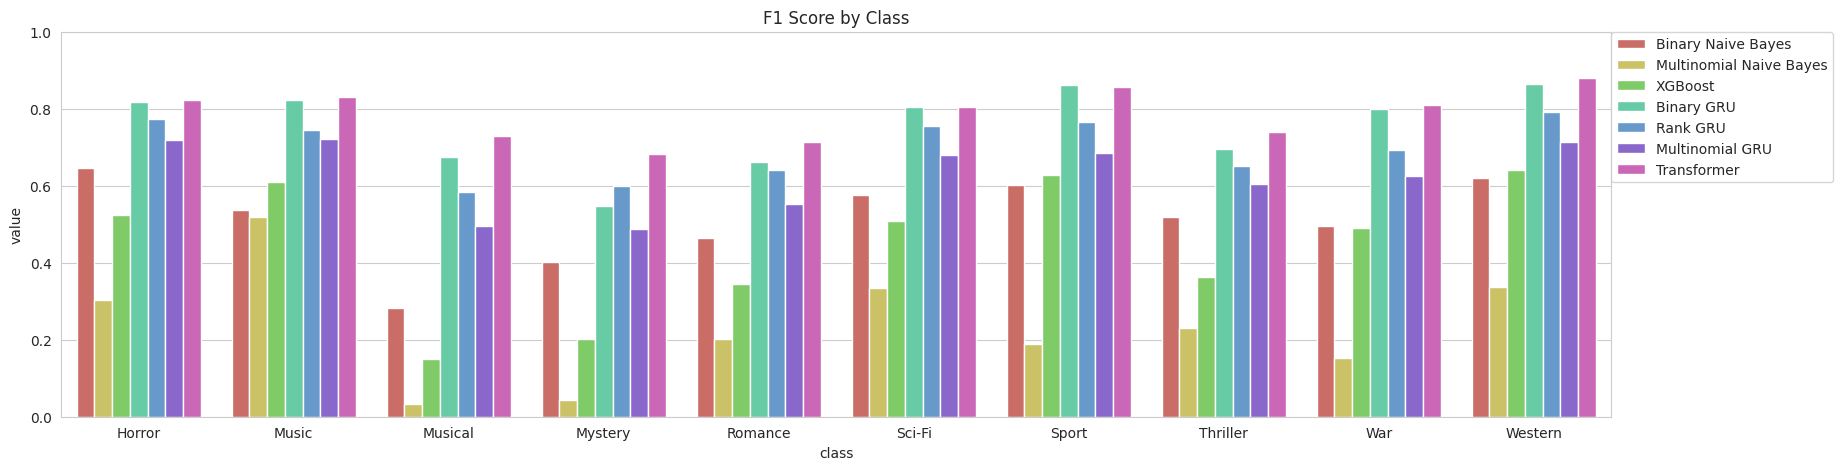 F1 Score by Class
value
1.0
0.8
0.6
0.4
0.2
0.0
Horror
Music
Musical
Mystery
Romance
Sci-Fi
Sport
Thriller
War
Western
class
Binary Naive Bayes
Multinomial Naive Bayes
XGBoost
Binary GRU
Rank GRU
Multinomial GRU
Transformer